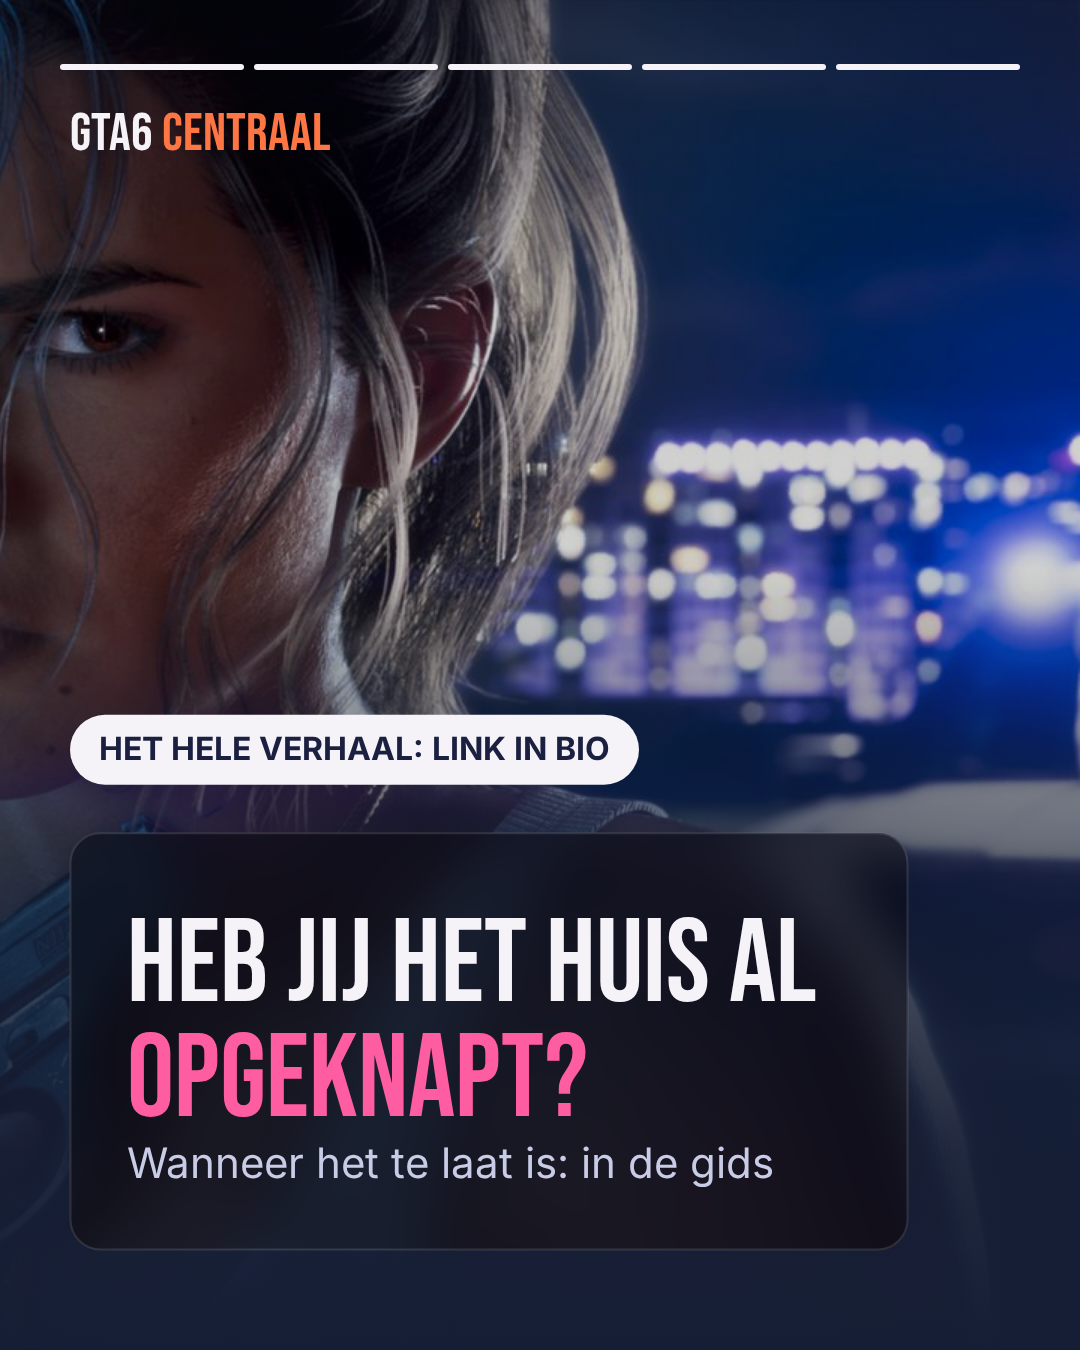 GTA6 CENTRAAL
HET HELE VERHAAL: LINK IN BIO
HEB JIJ HET HUIS AL
OPGEKNAPT?
Wanneer het te laat is: in de gids